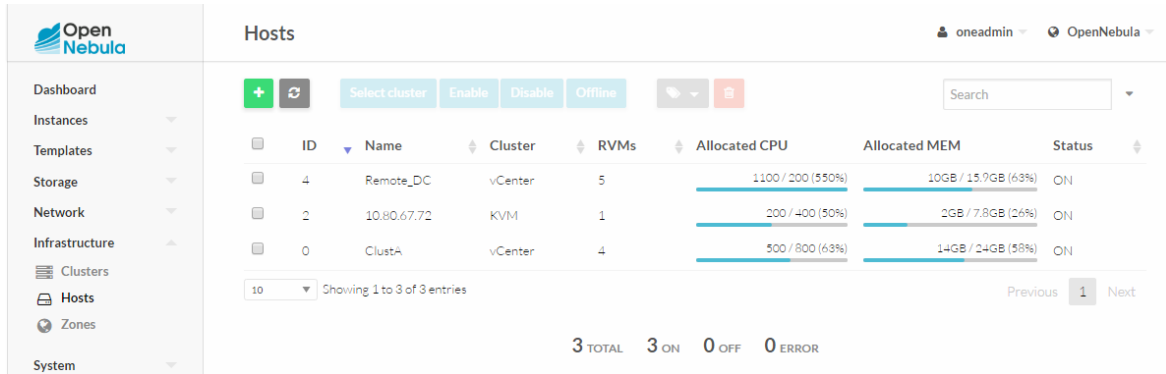 Open
Nebula
Hosts
oneadmin
OpenNebula
Dashboard
Instances
Templates
Storage
Network
Infrastructure
Clusters
Hosts
Zones
System
Select cluster Enable Disable Offline
Search
ID Name Cluster RVMs Allocated CPU Allocated MEM Status
4 Remote_DC vCenter 5 1100 / 200 (550%) 10GB / 15.9GB (63%) ON
2 10.80.67.72 KVM 1 200 / 400 (50%) 2GB / 7.8GB (26%) ON
0 ClustA vCenter 4 500 / 800 (63%) 14GB / 24GB (58%) ON
10 Showing 1 to 3 of 3 entries Previous 1 Next
3 TOTAL 3 ON 0 OFF 0 ERROR